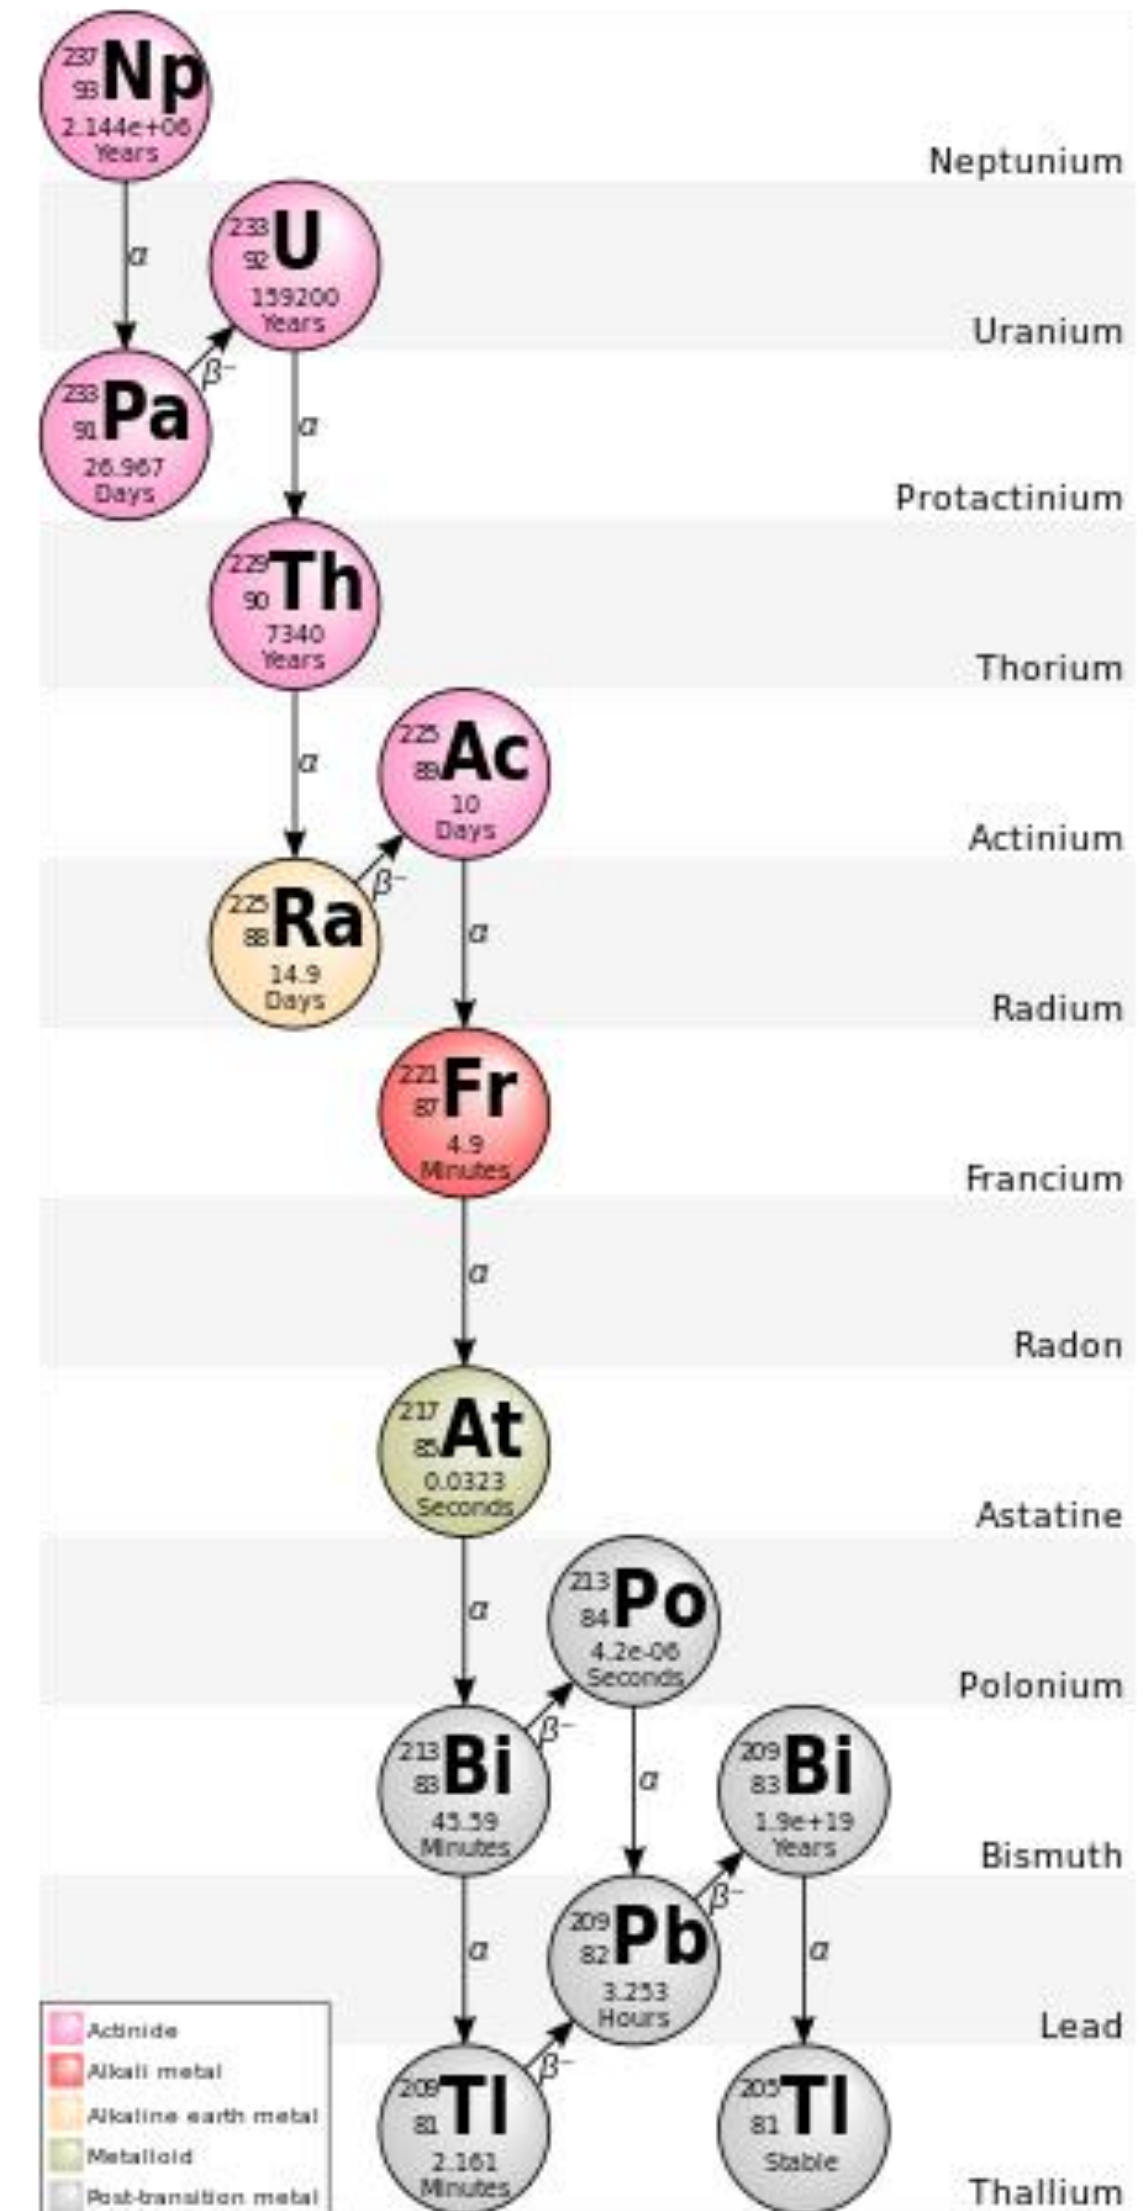 237
93 Np
2.144e+06
Years
Neptunium
α
233
92 U
159200
Years
Uranium
β⁻
233
91 Pa
26.967
Days
α
Protactinium
229
90 Th
7340
Years
Thorium
α
225
89 Ac
10
Days
Actinium
β⁻
225
88 Ra
14.9
Days
α
Radium
221
87 Fr
4.9
Minutes
Francium
α
Radon
217
85 At
0.0323
Seconds
Astatine
α
213
84 Po
4.2e-06
Seconds
Polonium
β⁻
213
83 Bi
45.59
Minutes
α
209
83 Bi
1.9e+19
Years
Bismuth
β⁻
α
209
82 Pb
3.253
Hours
α
Lead
β⁻
209
81 Tl
2.161
Minutes
205
81 Tl
Stable
Thallium
Actinide
Alkali metal
Alkaline earth metal
Metalloid
Post-transition metal